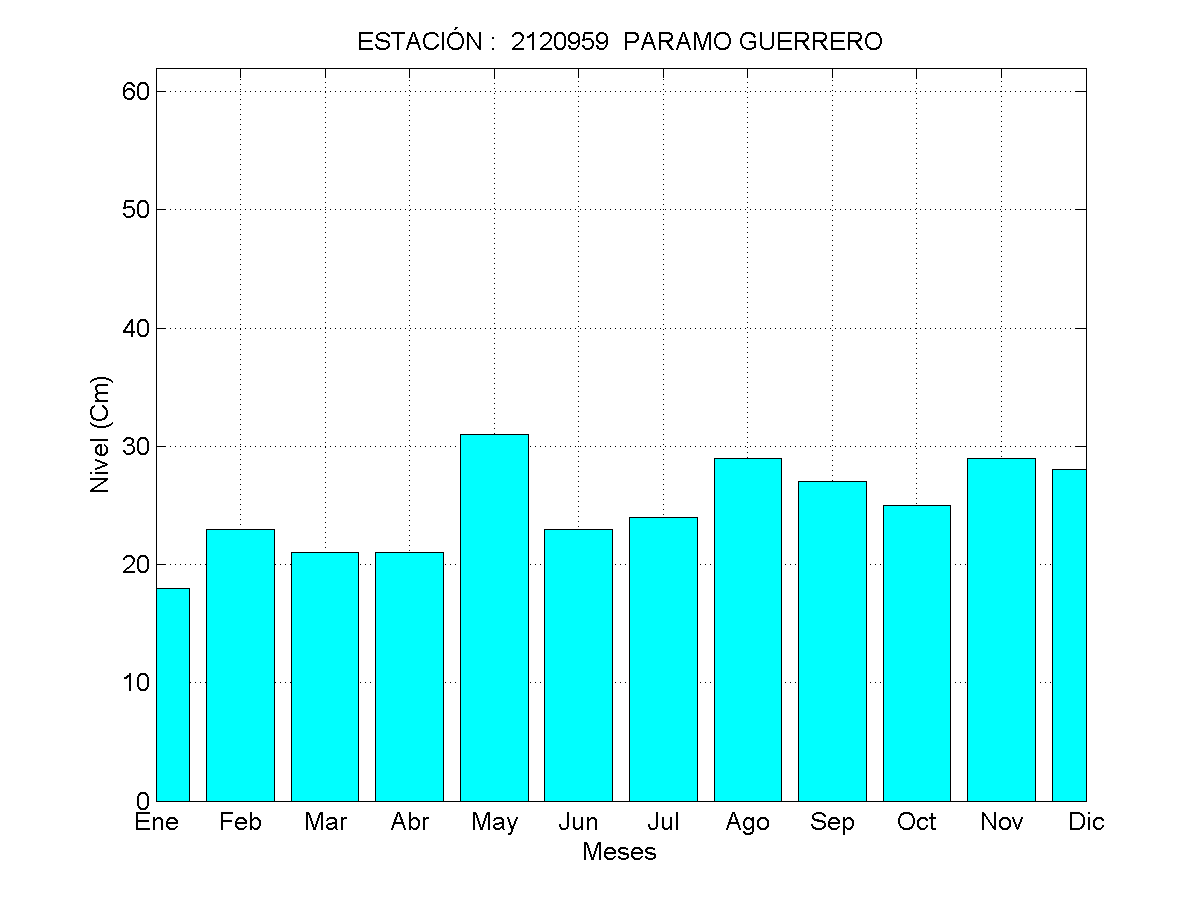 ESTACIÓN :  2120959  PARAMO GUERRERO
60
50
40
30
20
10
0
Nivel (Cm)
Ene Feb Mar Abr May Jun Jul Ago Sep Oct Nov Dic
Meses